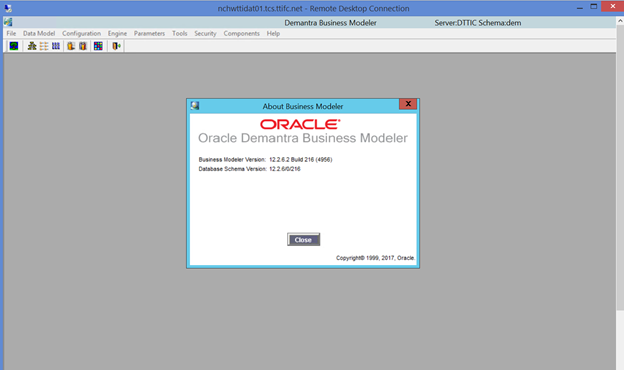 nchwttidat01.tcs.ttifc.net - Remote Desktop Connection
Demantra Business Modeler Server:DTTIC Schema:dem
File Data Model Configuration Engine Parameters Tools Security Components Help
About Business Modeler
ORACLE
Oracle Demantra Business Modeler
Business Modeler Version: 12.2.6.2 Build 216 (4956)
Database Schema Version: 12.2.6/0/216
Close
Copyright© 1999, 2017, Oracle.